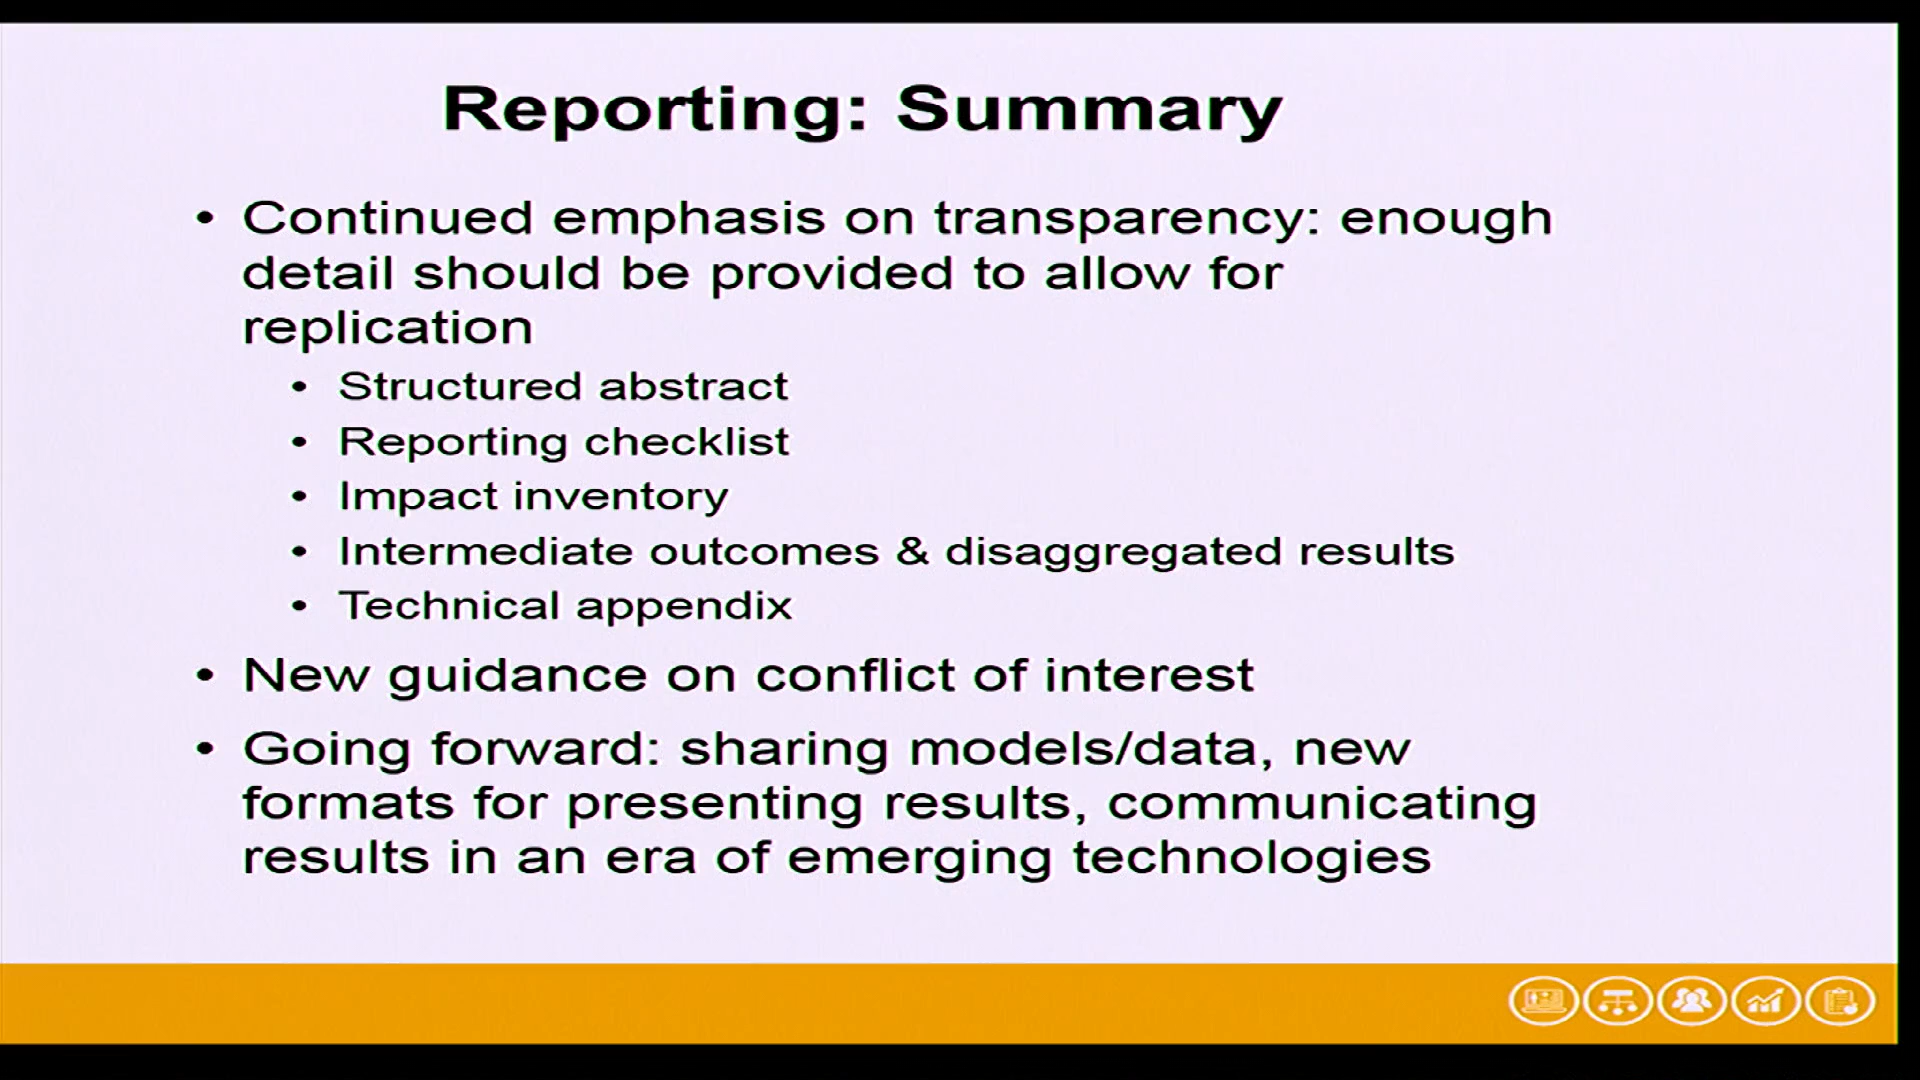 Reporting: Summary
• Continued emphasis on transparency: enough
detail should be provided to allow for
replication
• Structured abstract
• Reporting checklist
• Impact inventory
• Intermediate outcomes & disaggregated results
• Technical appendix
• New guidance on conflict of interest
• Going forward: sharing models/data, new
formats for presenting results, communicating
results in an era of emerging technologies